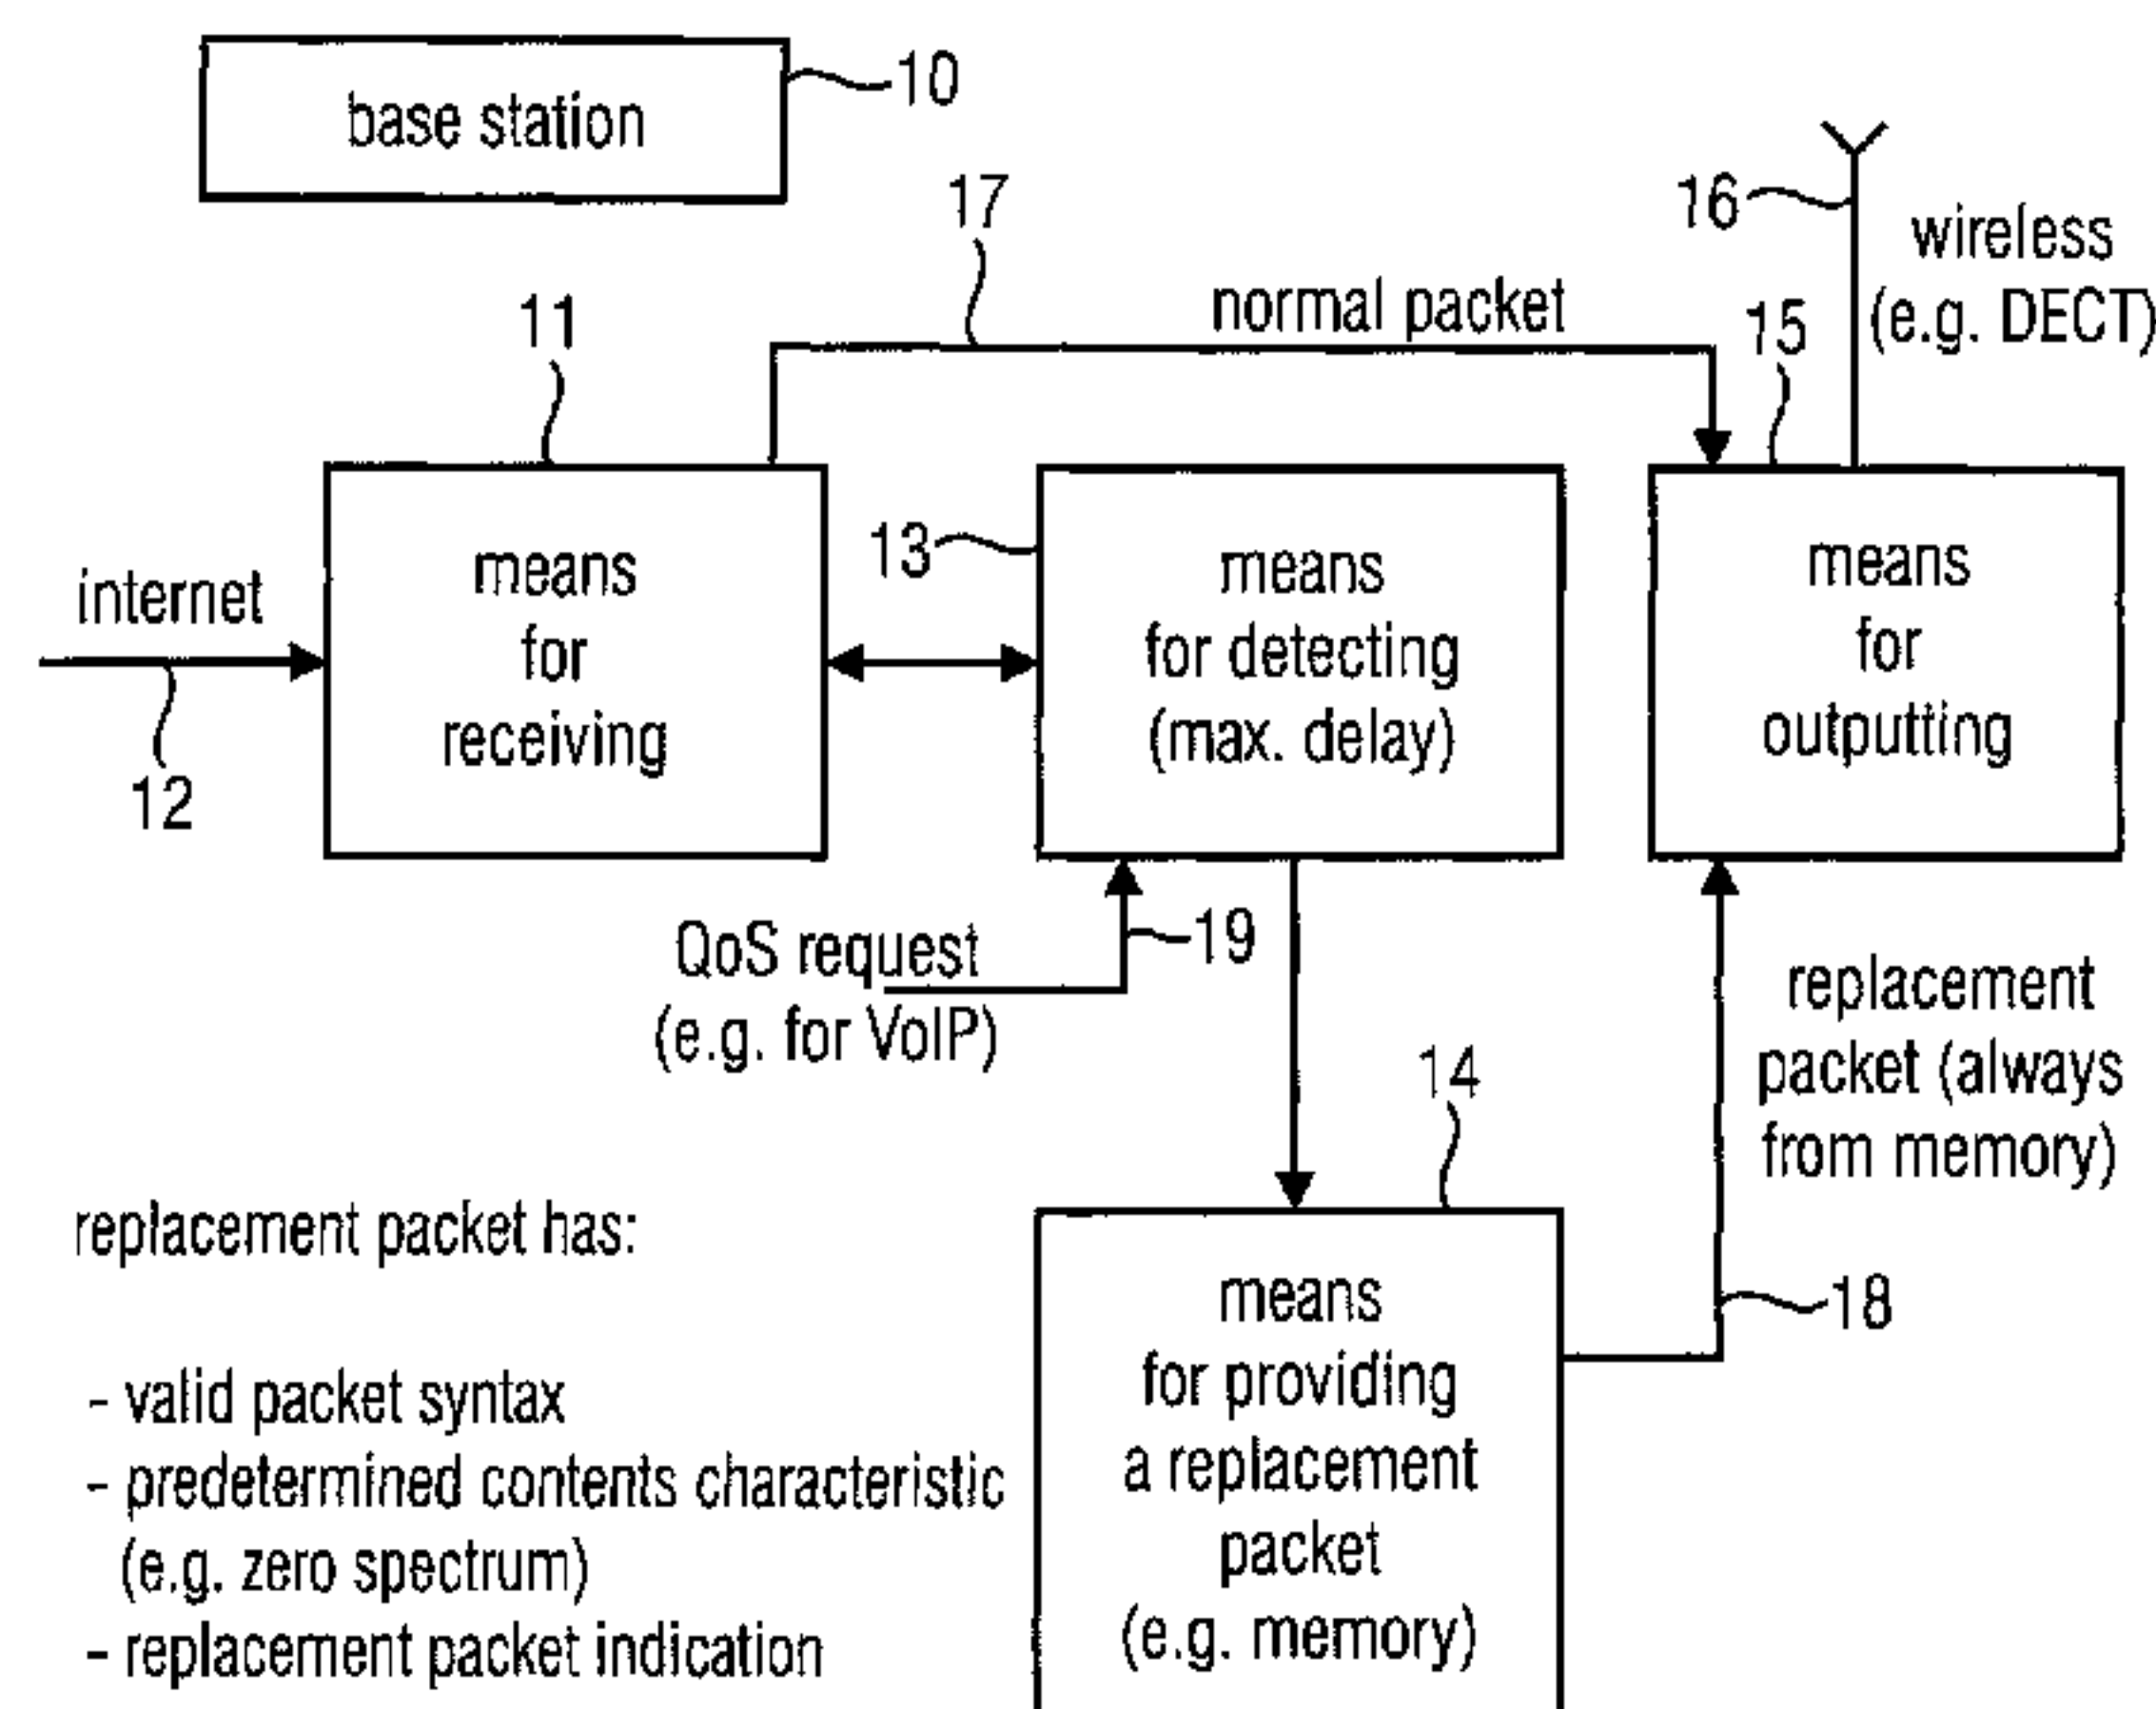 base station
10
17
16
wireless
(e.g. DECT)
normal packet
11
15
13
internet
12
means
for
receiving
means
for detecting
(max. delay)
means
for
outputting
QoS request
(e.g. for VoIP)
19
14
replacement
packet (always
from memory)
18
replacement packet has:
- valid packet syntax
- predetermined contents characteristic
(e.g. zero spectrum)
- replacement packet indication
means
for providing
a replacement
packet
(e.g. memory)